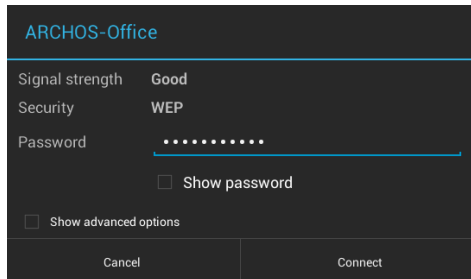 ARCHOS-Office
Signal strength Good
Security WEP
Password •••••••••••
Show password
Show advanced options
Cancel Connect